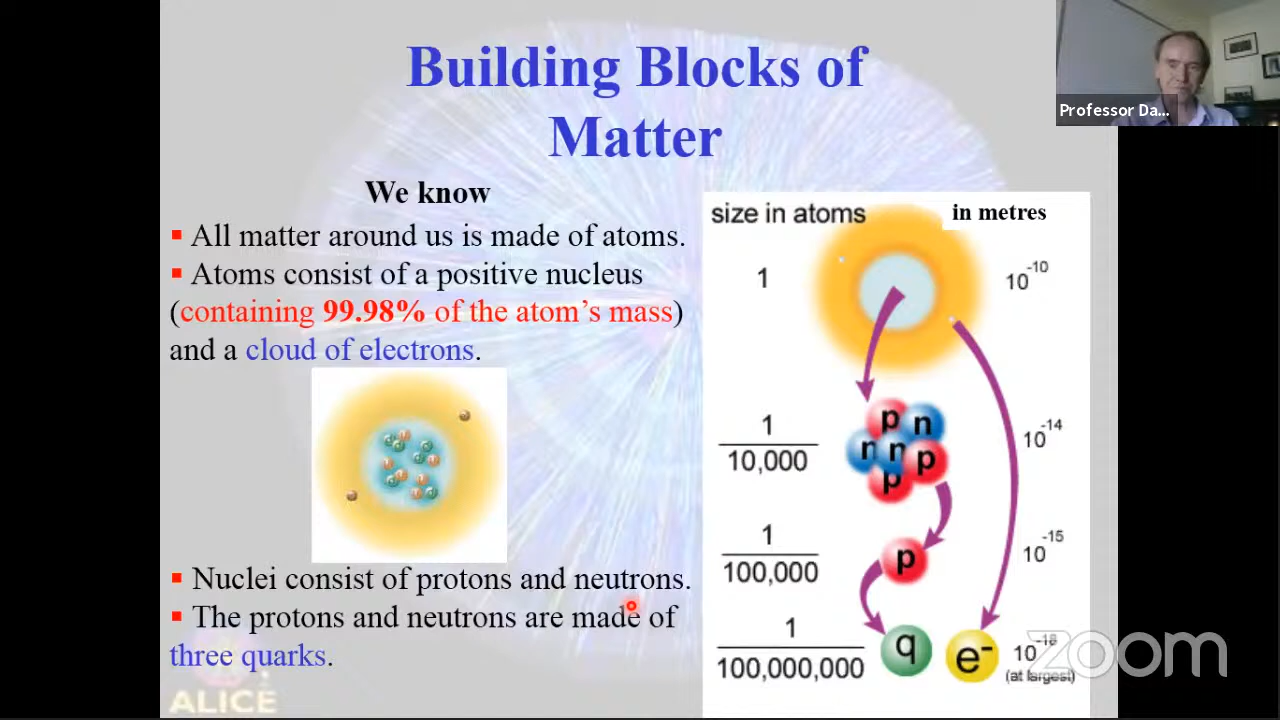 Building Blocks of
Matter
Professor Da...
We know
▪ All matter around us is made of atoms.
▪ Atoms consist of a positive nucleus
(containing 99.98% of the atom's mass)
and a cloud of electrons.
▪ Nuclei consist of protons and neutrons.
▪ The protons and neutrons are made of
three quarks.
ALICE
size in atoms in metres
1 10⁻¹⁰
p n
n n p
p
1
10,000
10⁻¹⁴
1
100,000
p
10⁻¹⁵
1
100,000,000
q e⁻
10⁻¹⁸
(at largest)
zoom